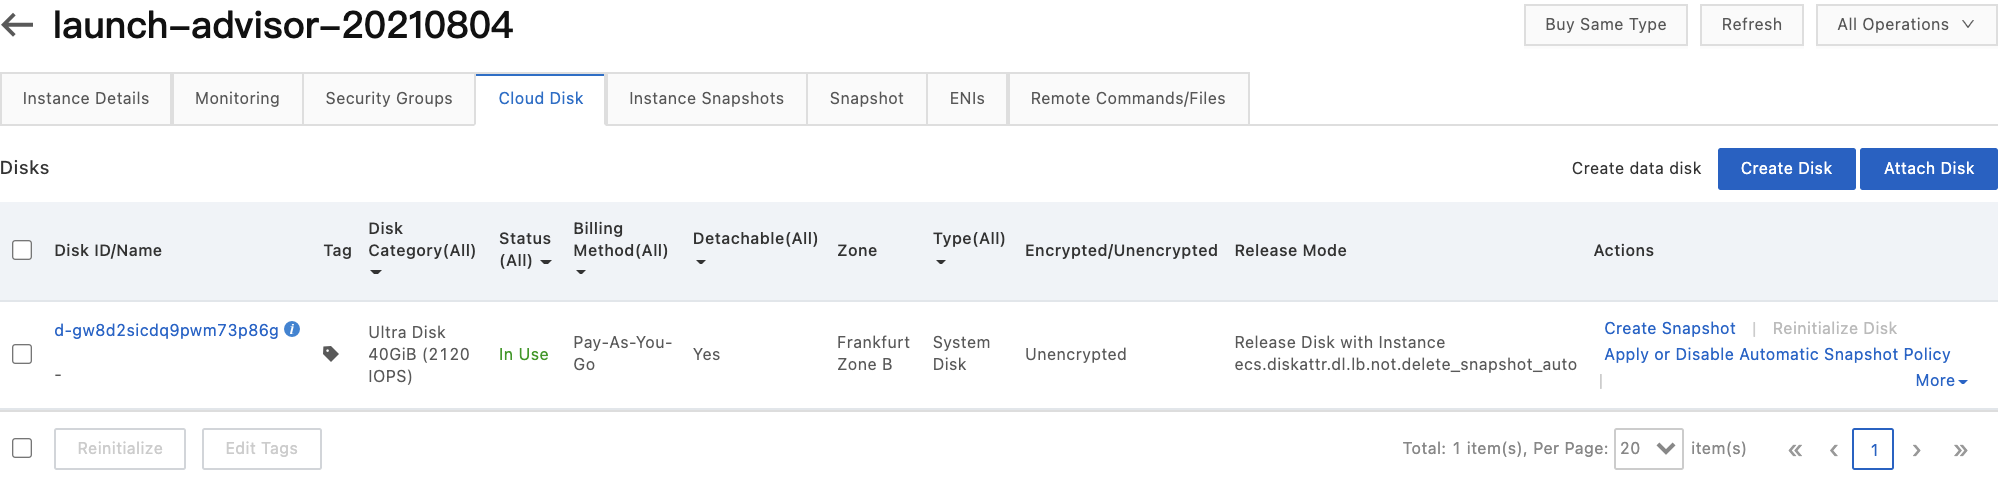 launch-advisor-20210804
Buy Same Type
Refresh
All Operations
Instance Details
Monitoring
Security Groups
Cloud Disk
Instance Snapshots
Snapshot
ENIs
Remote Commands/Files
Disks
Create data disk
Create Disk
Attach Disk
Disk ID/Name
Tag
Disk
Category(All)
Status
(All)
Billing
Method(All)
Detachable(All)
Zone
Type(All)
Encrypted/Unencrypted
Release Mode
Actions
d-gw8d2sicdq9pwm73p86g
-
Ultra Disk
40GiB (2120
IOPS)
In Use
Pay-As-You-
Go
Yes
Frankfurt
Zone B
System
Disk
Unencrypted
Release Disk with Instance
ecs.diskattr.dl.lb.not.delete_snapshot_auto
Create Snapshot | Reinitialize Disk
Apply or Disable Automatic Snapshot Policy
| More
Reinitialize
Edit Tags
Total: 1 item(s), Per Page: 20 item(s)
« ‹ 1 › »